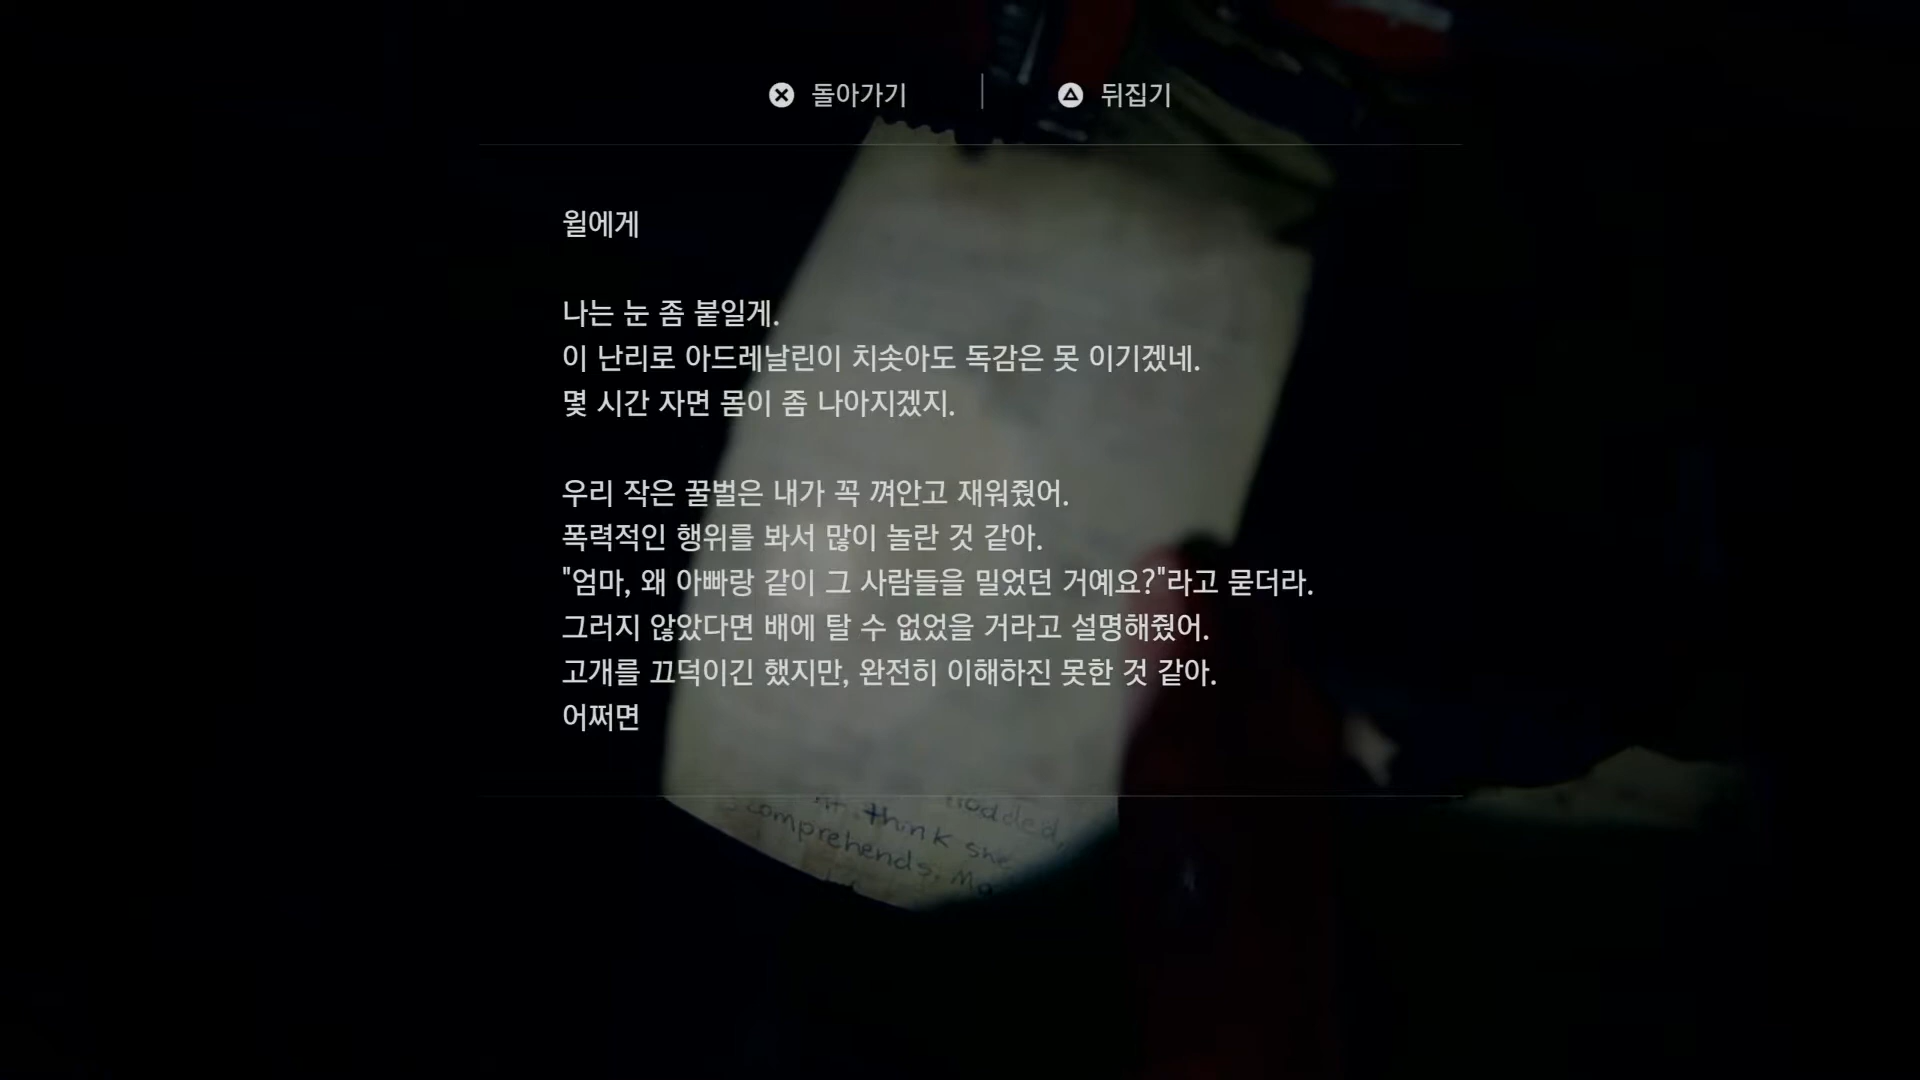 돌아가기 뒤집기
윌에게
나는 눈 좀 붙일게.
이 난리로 아드레날린이 치솟아도 독감은 못 이기겠네.
몇 시간 자면 몸이 좀 나아지겠지.
우리 작은 꿀벌은 내가 꼭 껴안고 재워줬어.
폭력적인 행위를 봐서 많이 놀란 것 같아.
"엄마, 왜 아빠랑 같이 그 사람들을 밀었던 거예요?"라고 묻더라.
그러지 않았다면 배에 탈 수 없었을 거라고 설명해줬어.
고개를 끄덕이긴 했지만, 완전히 이해하진 못한 것 같아.
어쩌면
nodded,
think she
comprehends.